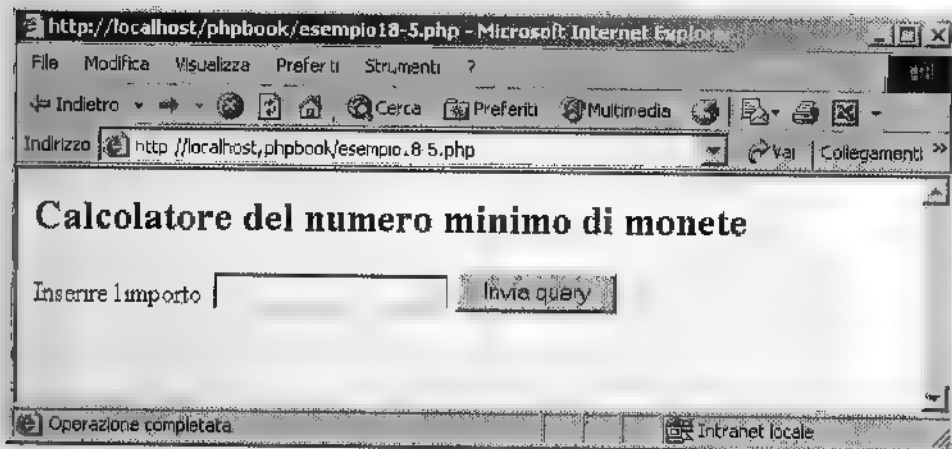 http://localhost/phpbook/esempio18-5.php - Microsoft Internet Explorer
File Modifica Visualizza Preferiti Strumenti ?
Indietro Cerca Preferiti Multimedia
Indirizzo http://localhost/phpbook/esempio18-5.php Vai Collegamenti »
Calcolatore del numero minimo di monete
Inserire l'importo Invia query
Operazione completata Intranet locale